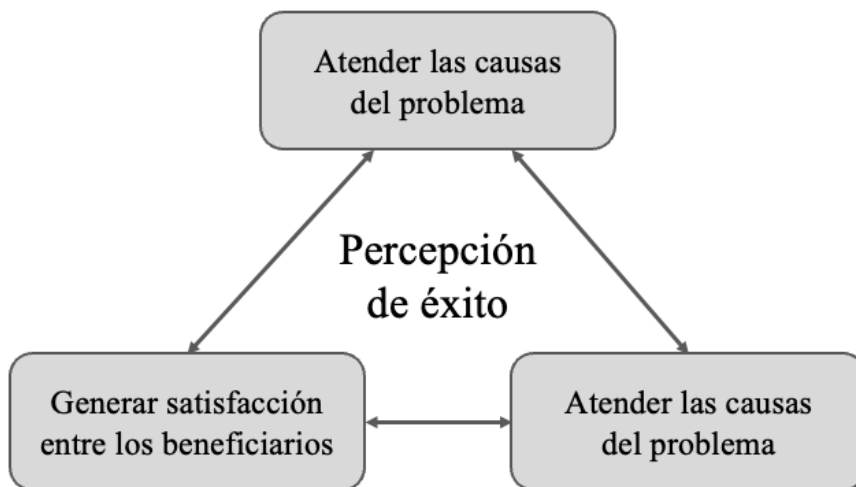 Atender las causas
del problema
Percepción
de éxito
Generar satisfacción
entre los beneficiarios
Atender las causas
del problema